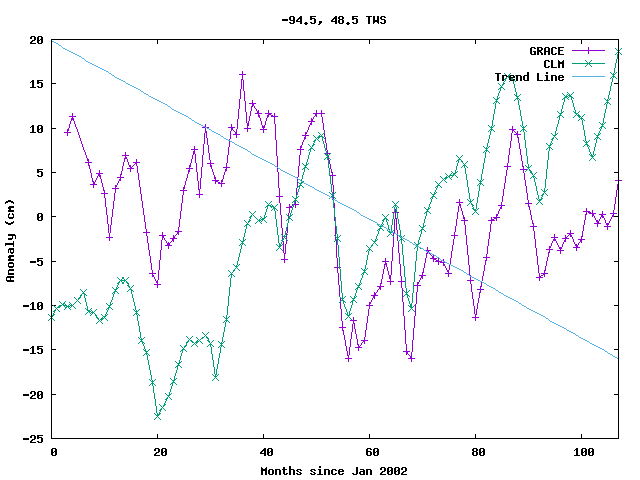 -94.5, 48.5 TWS
20
GRACE
CLM
Trend Line
15
10
5
0
-5
-10
-15
-20
-25
Anomaly (cm)
0 20 40 60 80 100
Months since Jan 2002